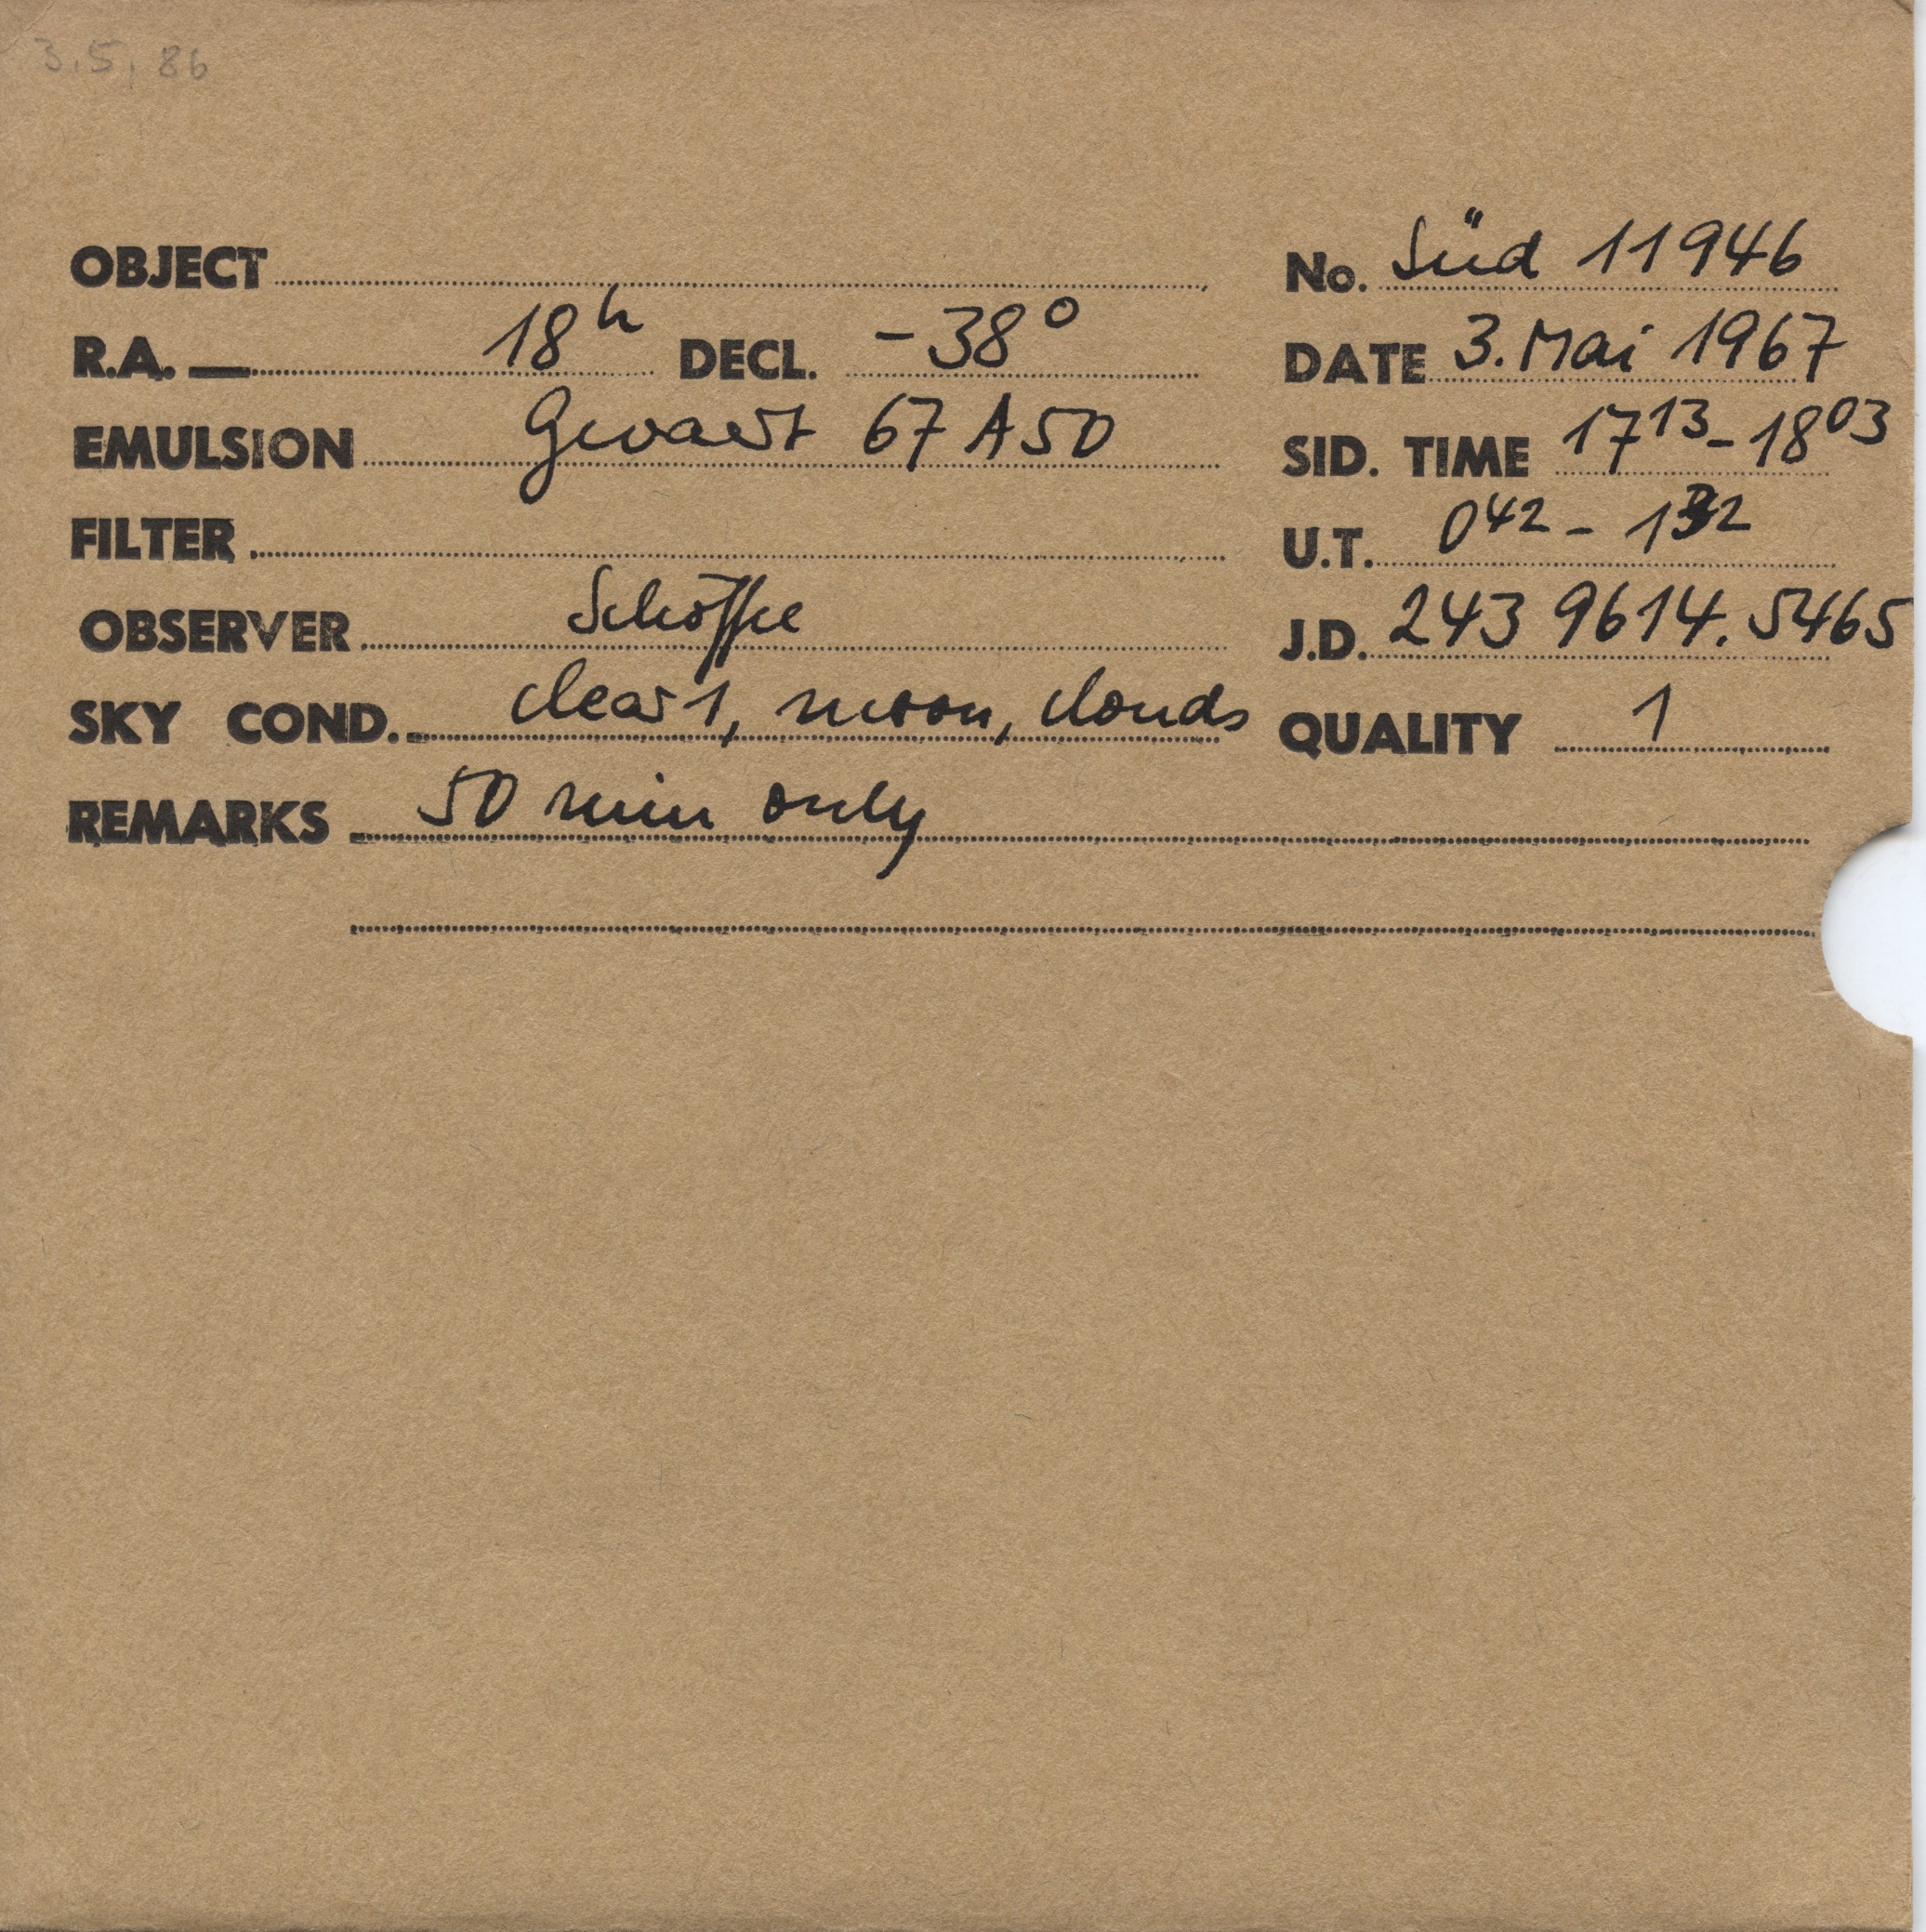 3.5.86
OBJECT
No. Süd 11946
R.A. 18h DECL. -38°
DATE 3. Mai 1967
EMULSION Gevaert 67 A 50
SID. TIME 17 13 - 18 03
FILTER
U.T. 0 42 - 1 32
OBSERVER Schöffel
J.D. 243 9614.5465
SKY COND. clear 1, moon, clouds
QUALITY 1
REMARKS 50 min only